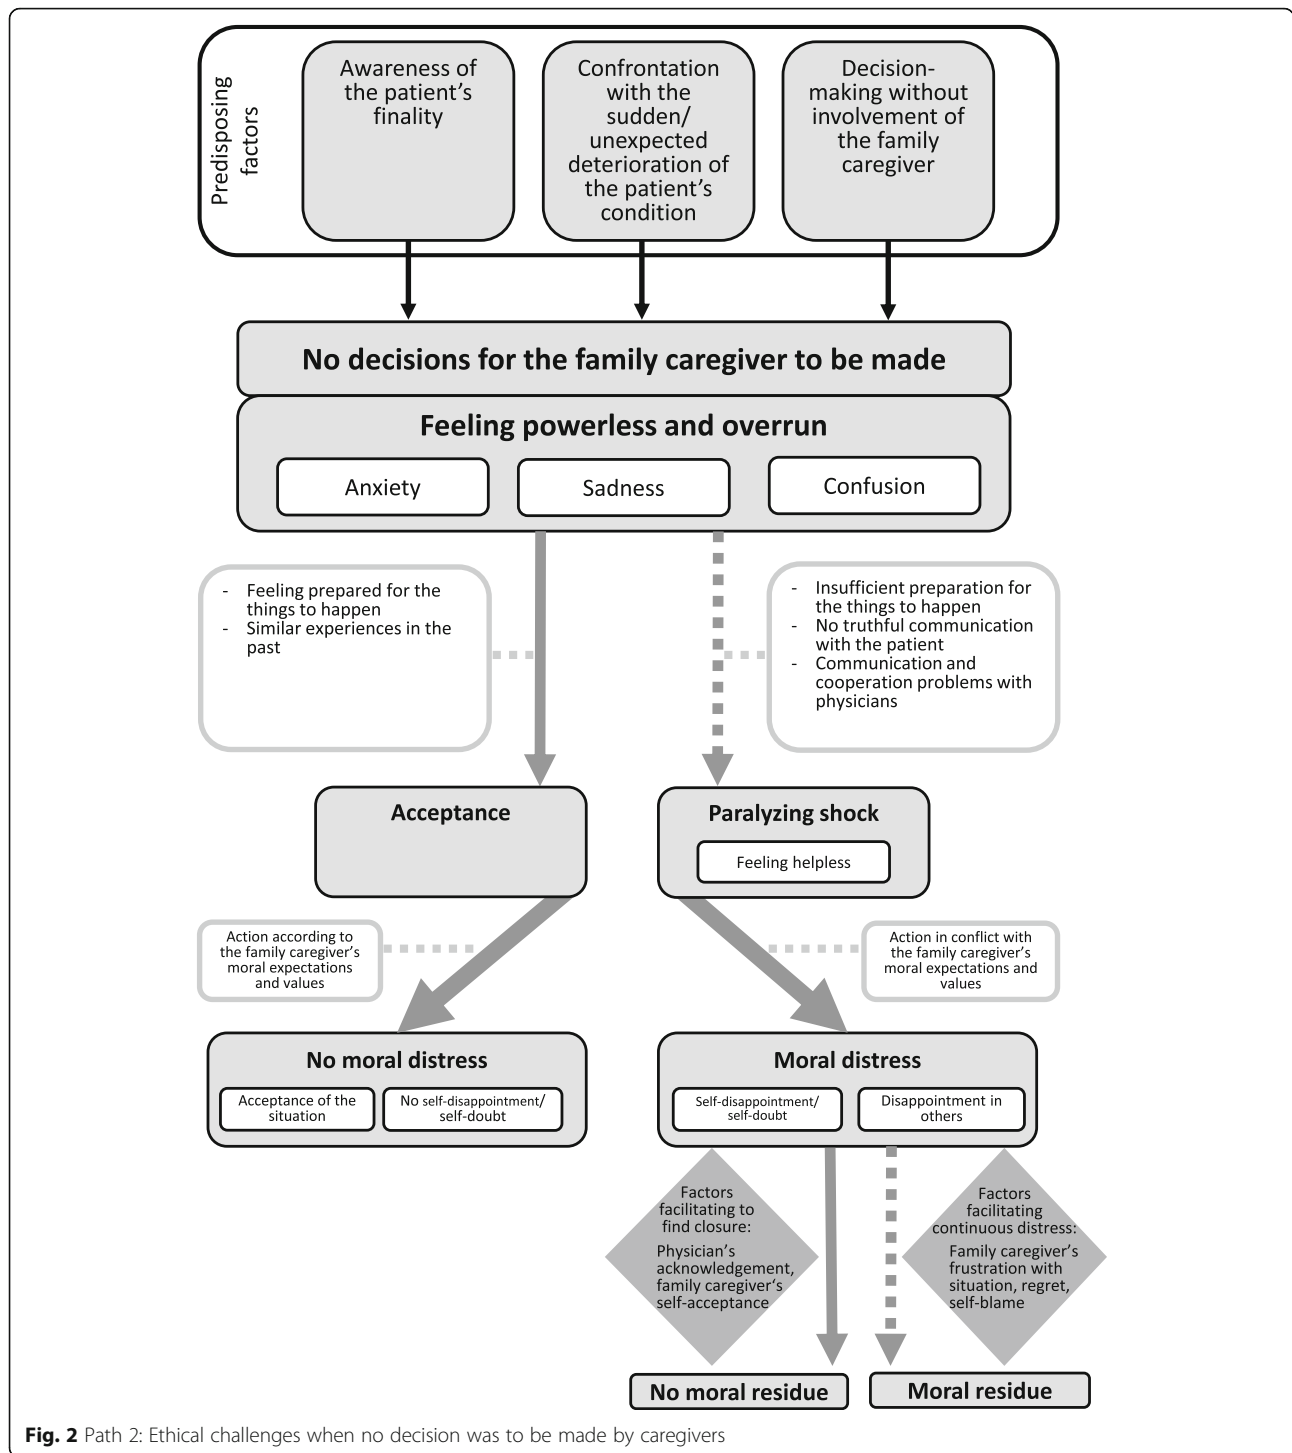 Predisposing
factors
Awareness of
the patient's
finality
Confrontation
with the
sudden/
unexpected
deterioration of
the patient's
condition
Decision-
making without
involvement of
the family
caregiver
No decisions for the family caregiver to be made
Feeling powerless and overrun
Anxiety
Sadness
Confusion
- Feeling prepared for the
things to happen
- Similar experiences in the
past
- Insufficient preparation for
the things to happen
- No truthful communication
with the patient
- Communication and
cooperation problems with
physicians
Acceptance
Paralyzing shock
Feeling helpless
Action according to
the family caregiver's
moral expectations
and values
Action in conflict with
the family caregiver's
moral expectations and
values
No moral distress
Acceptance of the
situation
No self-disappointment/
self-doubt
Moral distress
Self-disappointment/
self-doubt
Disappointment in
others
Factors
facilitating to
find closure:
Physician's
acknowledgement,
family caregiver‘s
self-acceptance
Factors
facilitating
continuous distress:
Family caregiver's
frustration with
situation, regret,
self-blame
No moral residue
Moral residue
Fig. 2 Path 2: Ethical challenges when no decision was to be made by caregivers